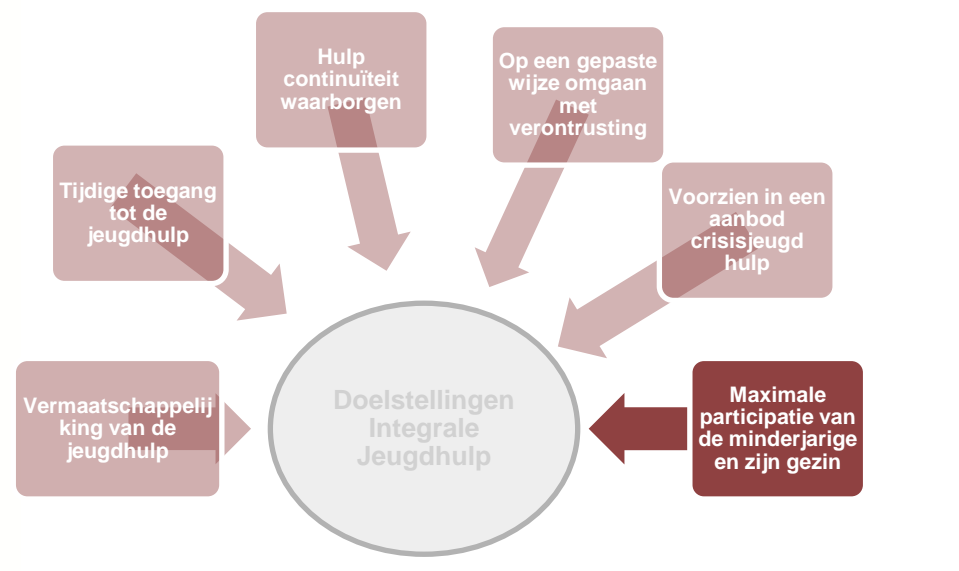 Hulp
continuïteit
waarborgen
Op een gepaste
wijze omgaan
met
verontrusting
Tijdige toegang
tot de
jeugdhulp
Voorzien in een
aanbod
crisisjeugd
hulp
Vermaatschappelij
king van de
jeugdhulp
Doelstellingen
Integrale
Jeugdhulp
Maximale
participatie van
de minderjarige
en zijn gezin